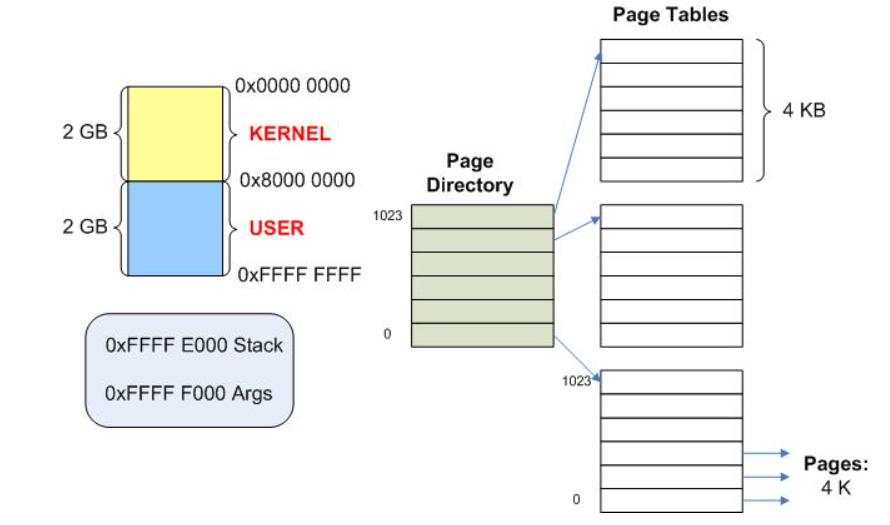 Page Tables
0x0000 0000
2 GB
KERNEL
4 KB
0x8000 0000
Page
Directory
1023
2 GB
USER
0xFFFF FFFF
0
0xFFFF E000 Stack
0xFFFF F000 Args
1023
Pages:
4 K
0